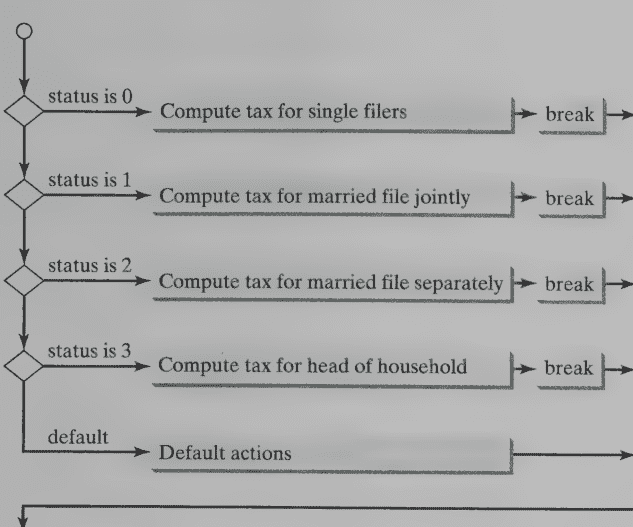 status is 0
Compute tax for single filers
break
status is 1
Compute tax for married file jointly
break
status is 2
Compute tax for married file separately
break
status is 3
Compute tax for head of household
break
default
Default actions